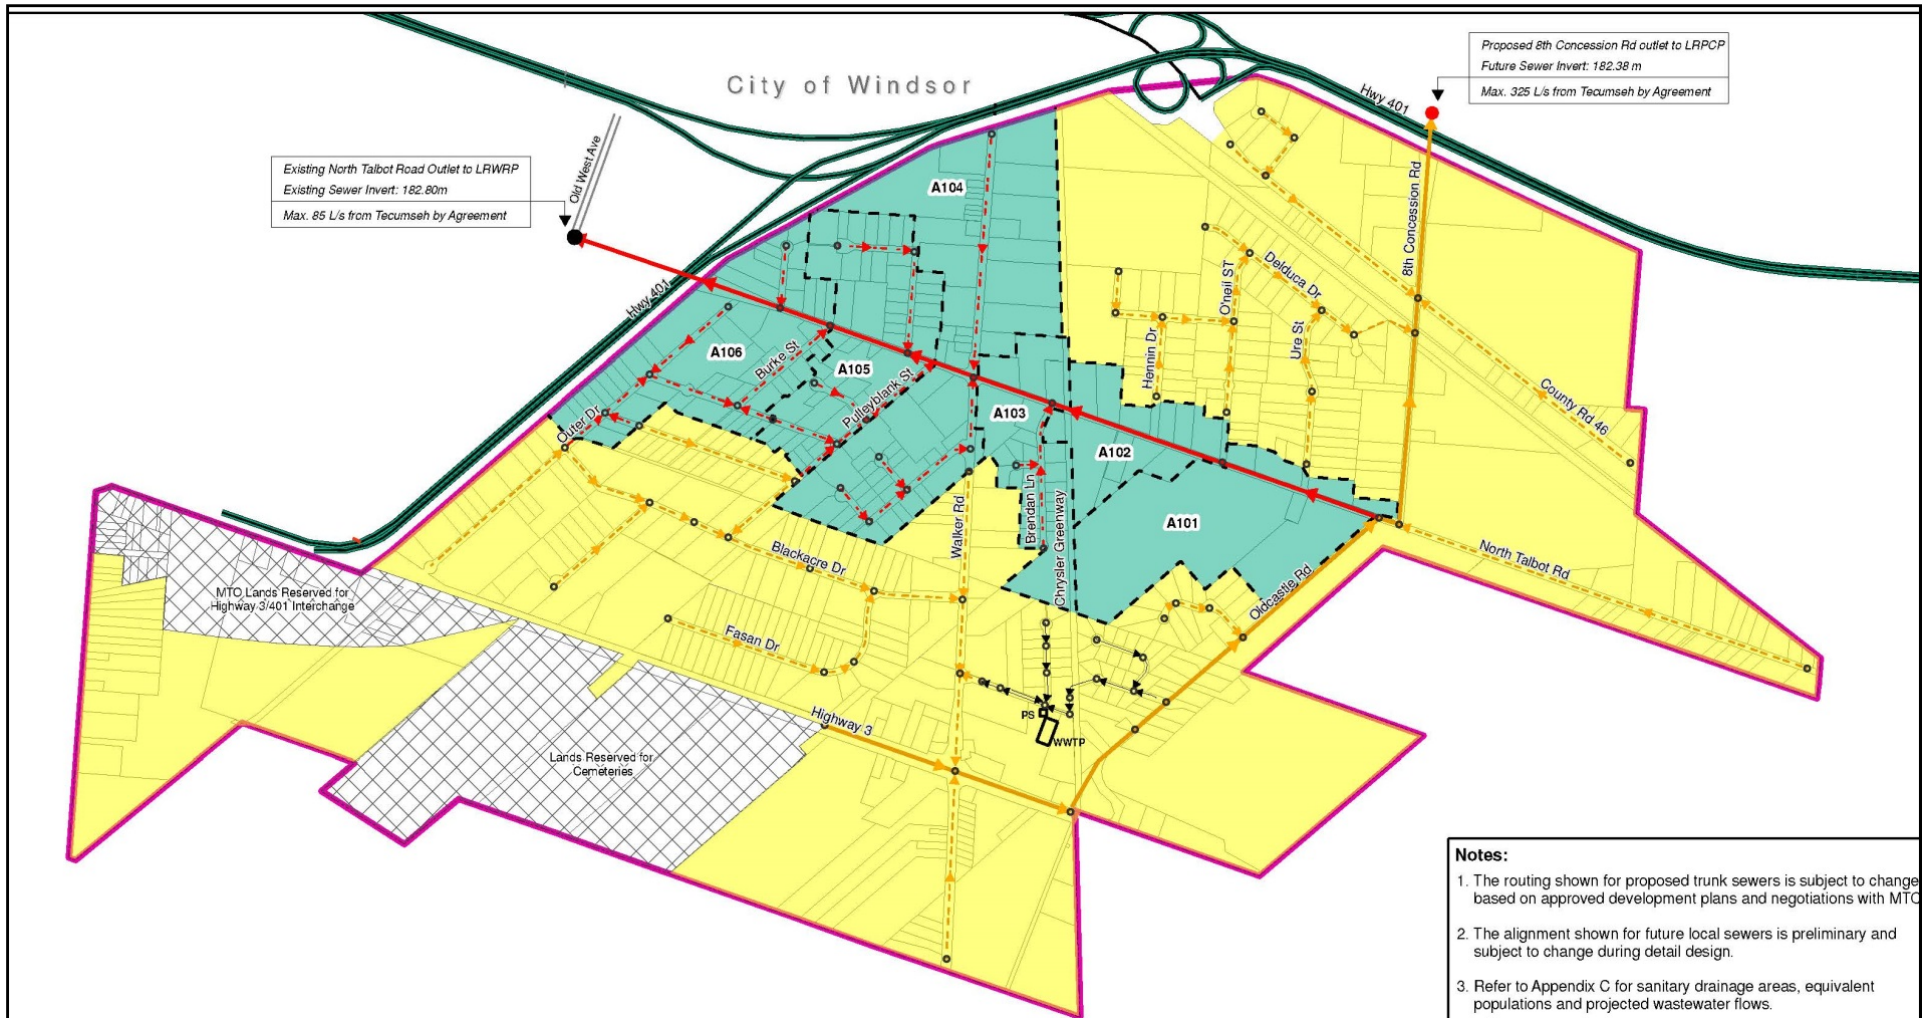 City of Windsor
Proposed 8th Concession Rd outlet to LRPCP
Future Sewer Invert: 182.38 m
Max. 325 L/s from Tecumseh by Agreement
Existing North Talbot Road Outlet to LRWRP
Existing Sewer Invert: 182.80m
Max. 85 L/s from Tecumseh by Agreement
Old West Ave
Hwy 401
Hwy 401
8th Concession Rd
A104
A106
A105
A103
A102
A101
Burke St
Pulleyblank St
Outer Dr
O'neil ST
Delduca Dr
Hennin Dr
Ure St
County Rd 46
North Talbot Rd
Walker Rd
Brendan Ln
Chrysler Greenway
Oldcastle Rd
Blackacre Dr
Fasan Dr
Highway 3
PS
WWTP
MTO Lands Reserved for
Highway 3/401 Interchange
Lands Reserved for
Cemeteries
Notes:
1. The routing shown for proposed trunk sewers is subject to change
based on approved development plans and negotiations with MTO
2. The alignment shown for future local sewers is preliminary and
subject to change during detail design.
3. Refer to Appendix C for sanitary drainage areas, equivalent
populations and projected wastewater flows.